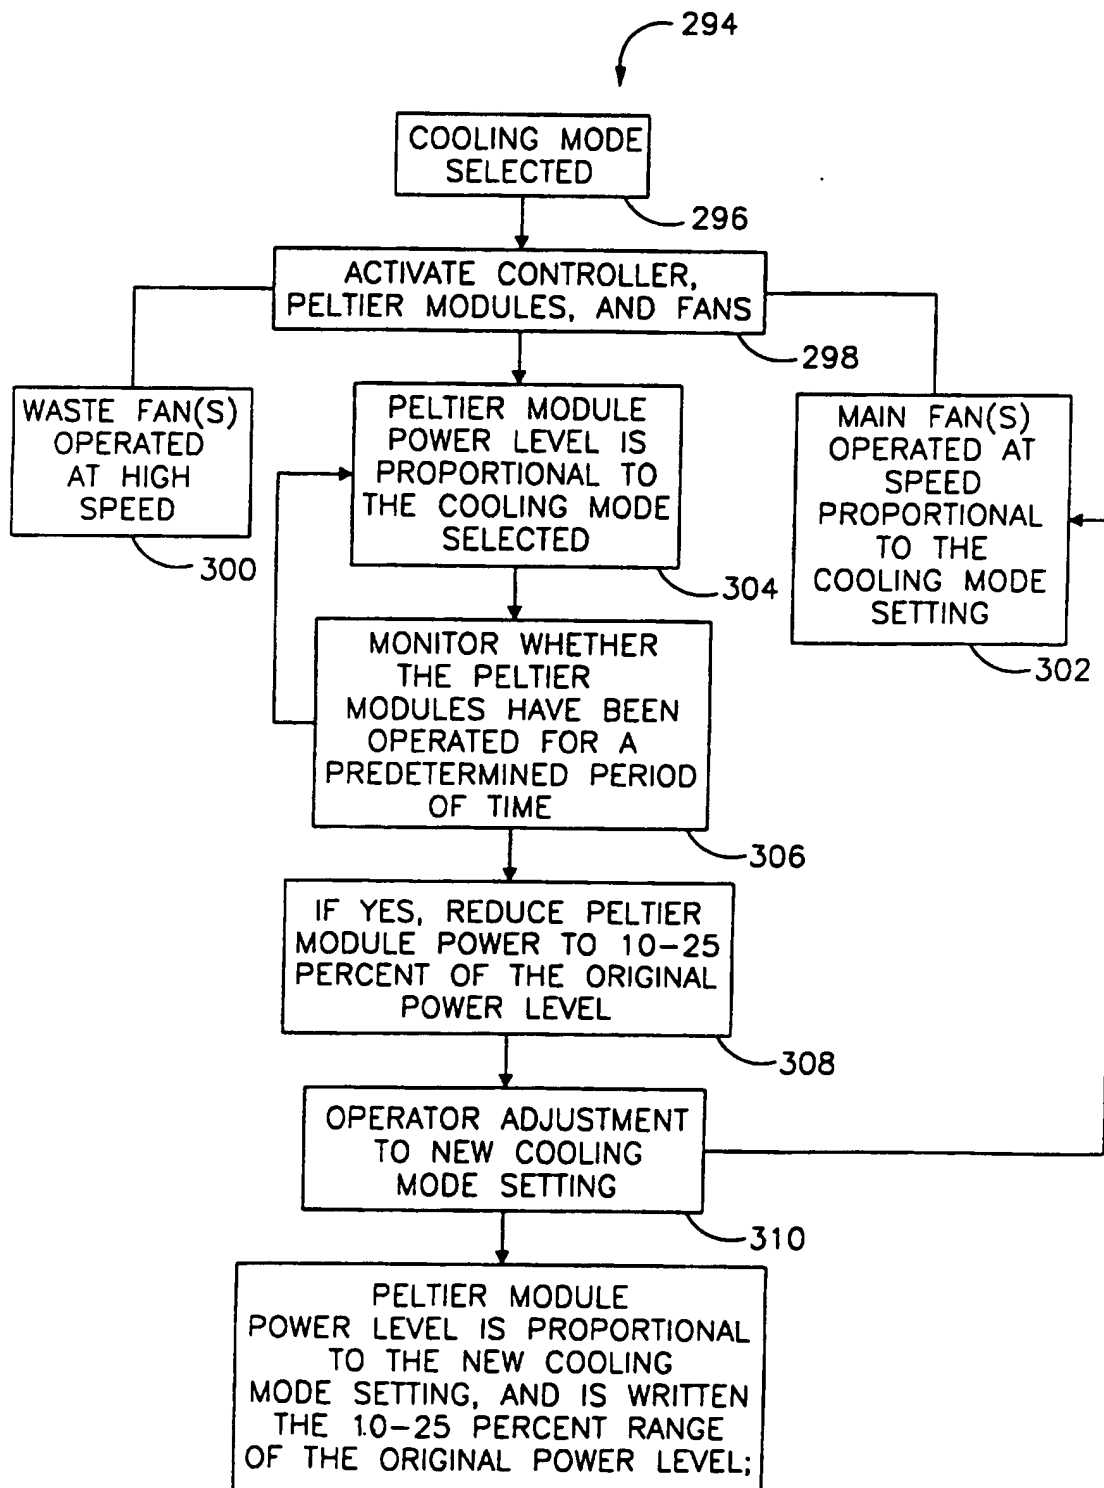 294
COOLING MODE
SELECTED
296
ACTIVATE CONTROLLER,
PELTIER MODULES, AND FANS
298
WASTE FAN(S)
OPERATED
AT HIGH
SPEED
300
PELTIER MODULE
POWER LEVEL IS
PROPORTIONAL TO
THE COOLING MODE
SELECTED
304
MAIN FAN(S)
OPERATED AT
SPEED
PROPORTIONAL
TO THE
COOLING MODE
SETTING
302
MONITOR WHETHER
THE PELTIER
MODULES HAVE BEEN
OPERATED FOR A
PREDETERMINED PERIOD
OF TIME
306
IF YES, REDUCE PELTIER
MODULE POWER TO 10-25
PERCENT OF THE ORIGINAL
POWER LEVEL
308
OPERATOR ADJUSTMENT
TO NEW COOLING
MODE SETTING
310
PELTIER MODULE
POWER LEVEL IS PROPORTIONAL
TO THE NEW COOLING
MODE SETTING, AND IS WRITTEN
THE 10-25 PERCENT RANGE
OF THE ORIGINAL POWER LEVEL;